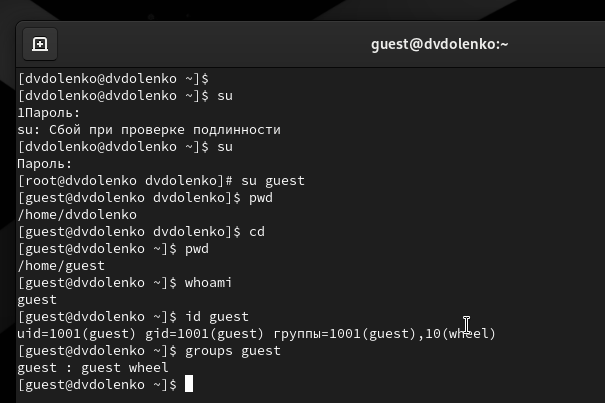 guest@dvdolenko:~
[dvdolenko@dvdolenko ~]$
[dvdolenko@dvdolenko ~]$ su
1Пароль:
su: Сбой при проверке подлинности
[dvdolenko@dvdolenko ~]$ su
Пароль:
[root@dvdolenko dvdolenko]# su guest
[guest@dvdolenko dvdolenko]$ pwd
/home/dvdolenko
[guest@dvdolenko dvdolenko]$ cd
[guest@dvdolenko ~]$ pwd
/home/guest
[guest@dvdolenko ~]$ whoami
guest
[guest@dvdolenko ~]$ id guest
uid=1001(guest) gid=1001(guest) группы=1001(guest),10(wheel)
[guest@dvdolenko ~]$ groups guest
guest : guest wheel
[guest@dvdolenko ~]$